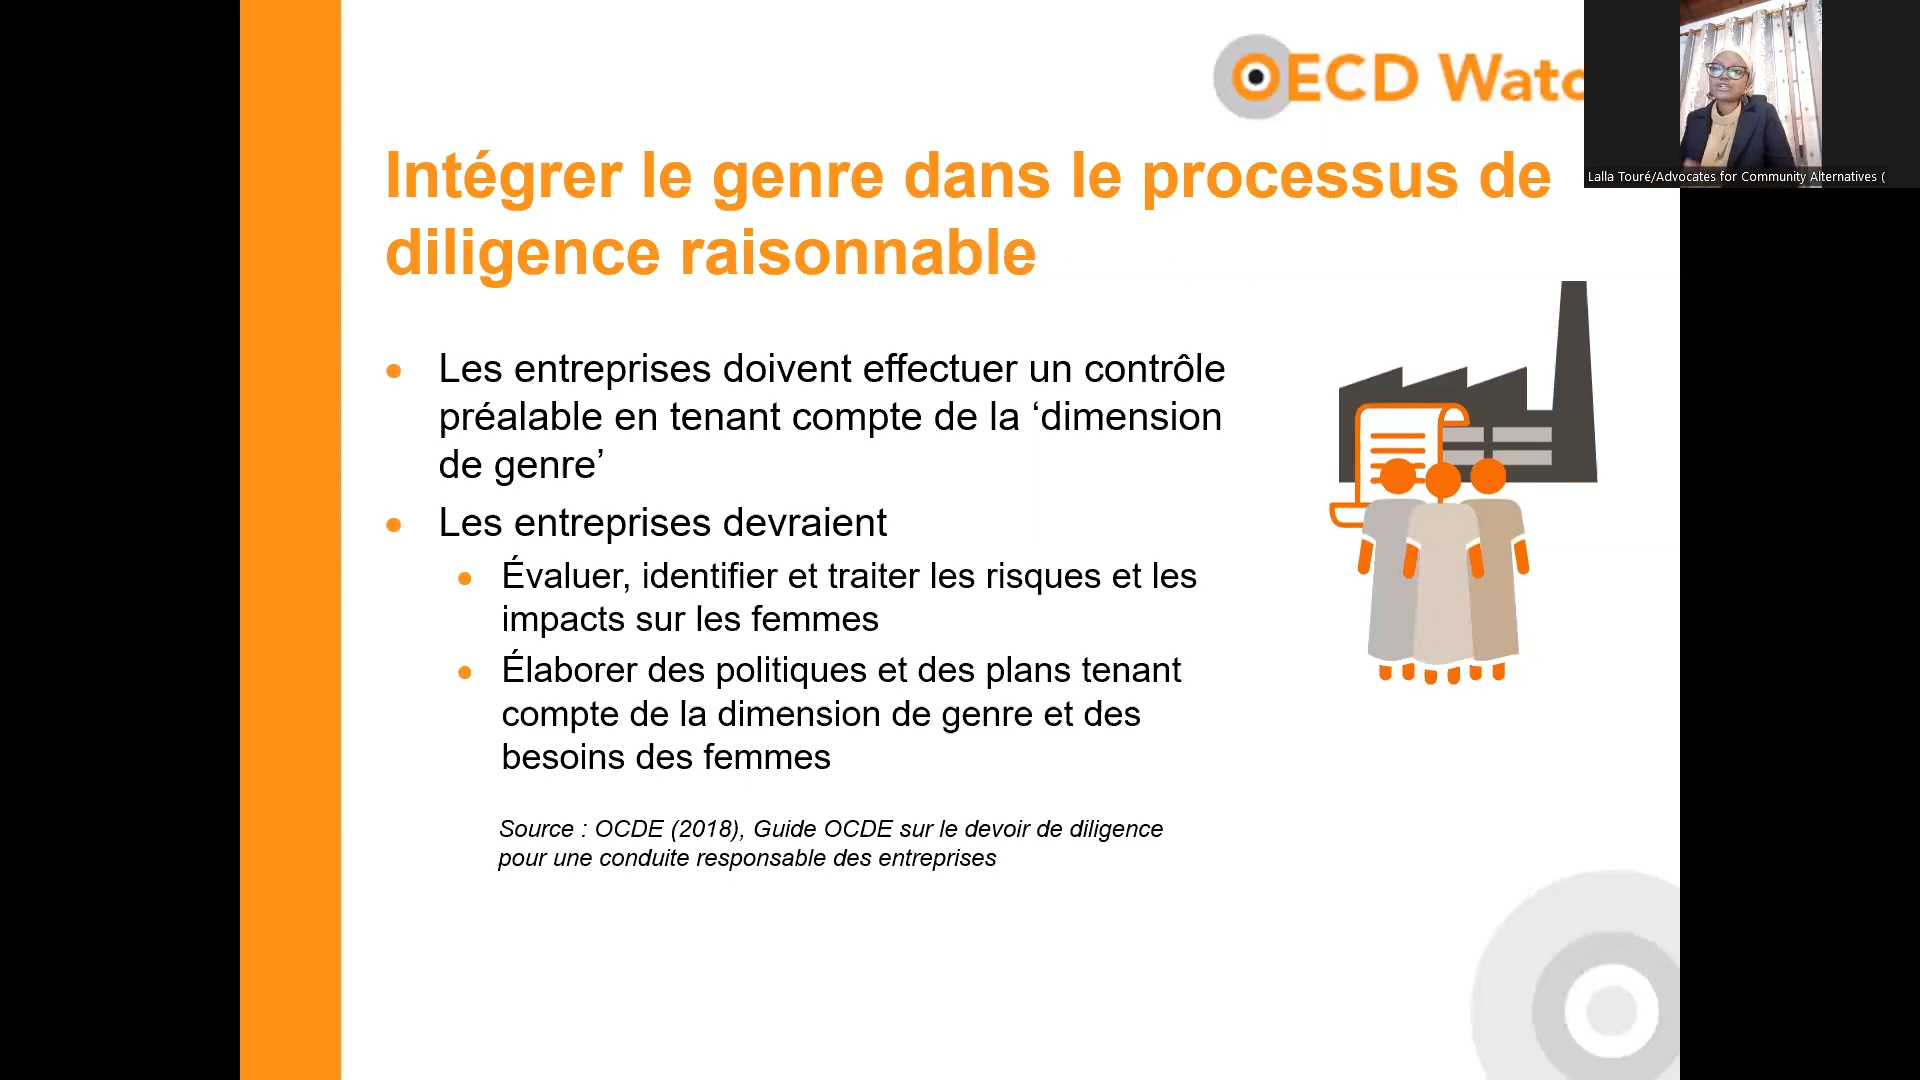 OECD Watc
Lalla Touré/Advocates for Community Alternatives (
Intégrer le genre dans le processus de
diligence raisonnable
Les entreprises doivent effectuer un contrôle
préalable en tenant compte de la ‘dimension
de genre’
Les entreprises devraient
Évaluer, identifier et traiter les risques et les
impacts sur les femmes
Élaborer des politiques et des plans tenant
compte de la dimension de genre et des
besoins des femmes
Source : OCDE (2018), Guide OCDE sur le devoir de diligence
pour une conduite responsable des entreprises